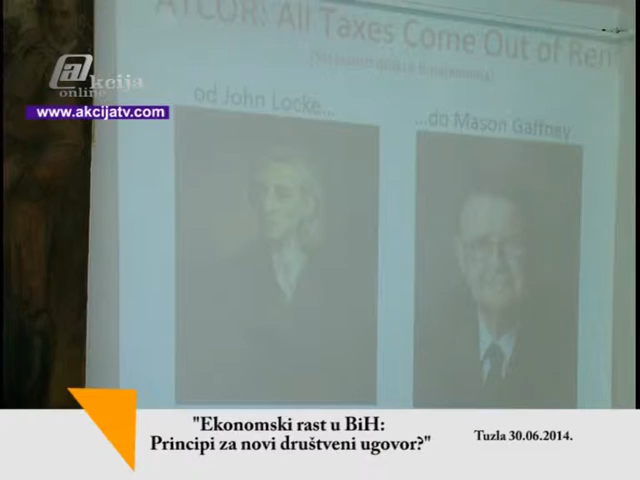 ATCOR: All Taxes Come Out of Rent
od John Locke...
...do Mason Gaffney
@kcija
online
www.akcijatv.com
"Ekonomski rast u BiH:
Principi za novi društveni ugovor?"
Tuzla 30.06.2014.